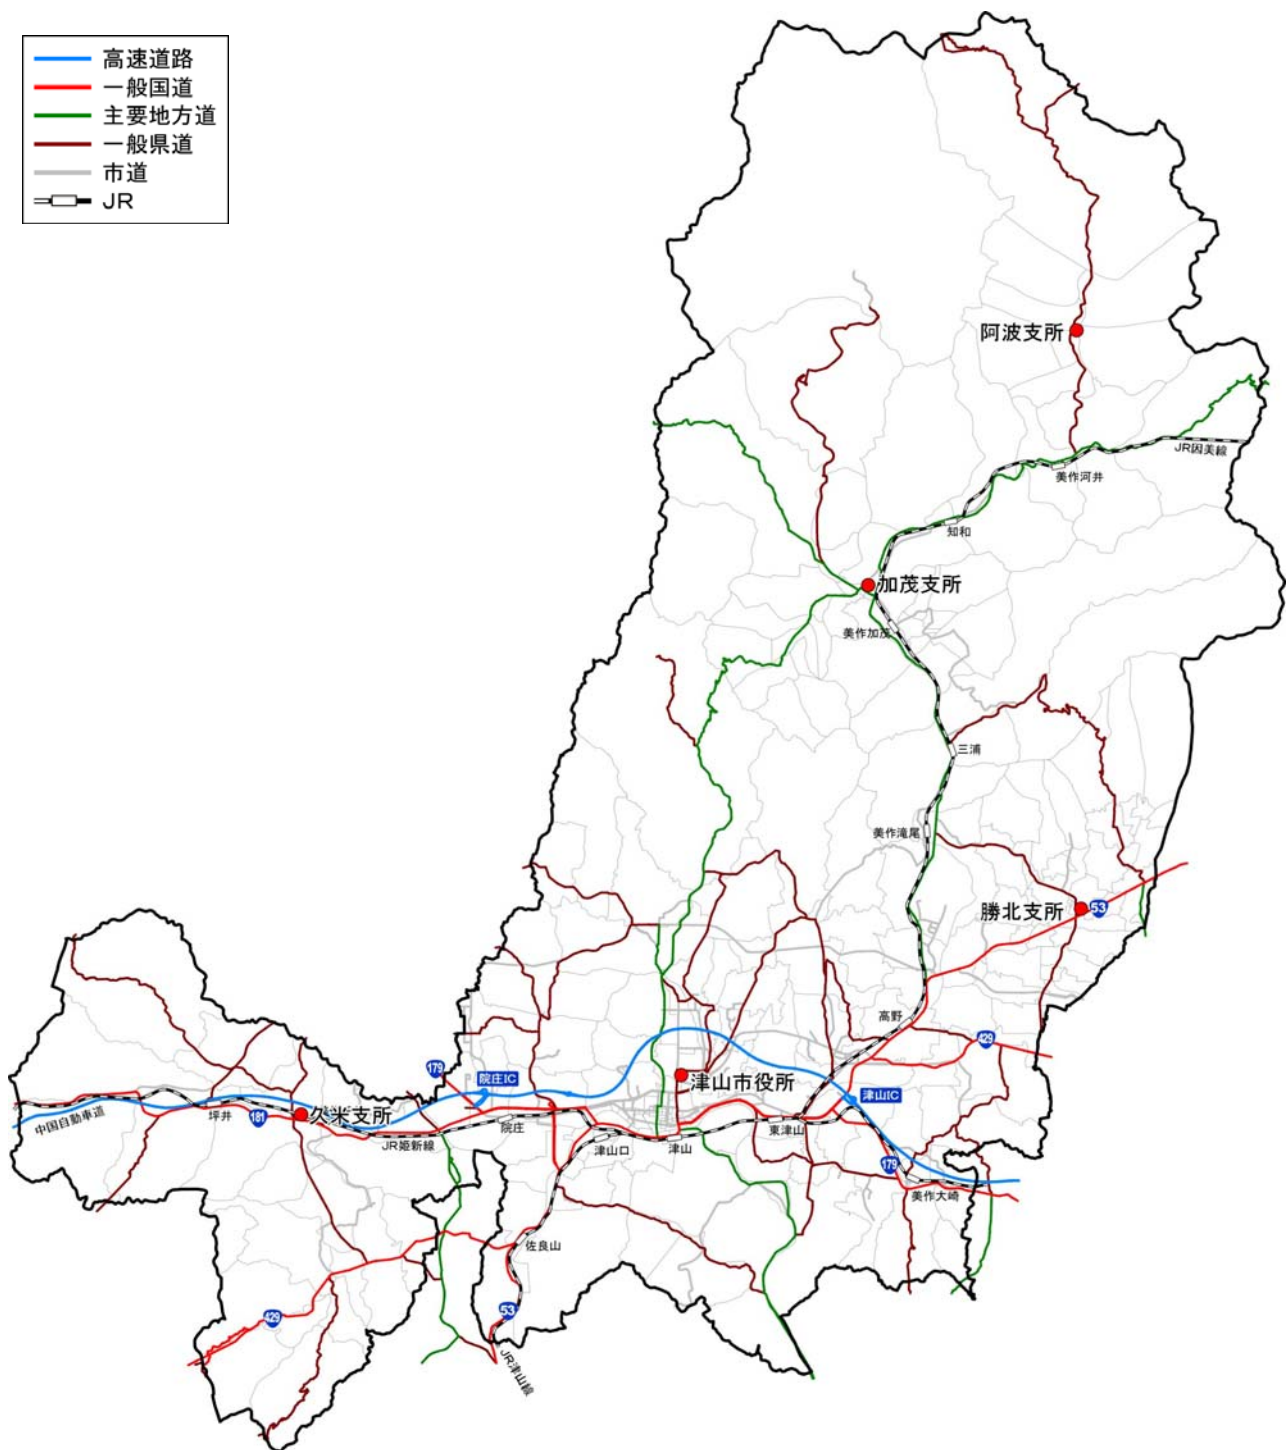 高速道路
一般国道
主要地方道
一般県道
市道
JR
阿波支所
JR因美線
美作河井
知和
加茂支所
美作加茂
三浦
美作滝尾
勝北支所
53
高野
429
179
院庄IC
津山市役所
津山IC
中国自動車道
坪井
181
久米支所
JR姫新線
院庄
津山口
津山
東津山
179
美作大崎
佐良山
429
53
JR津山線